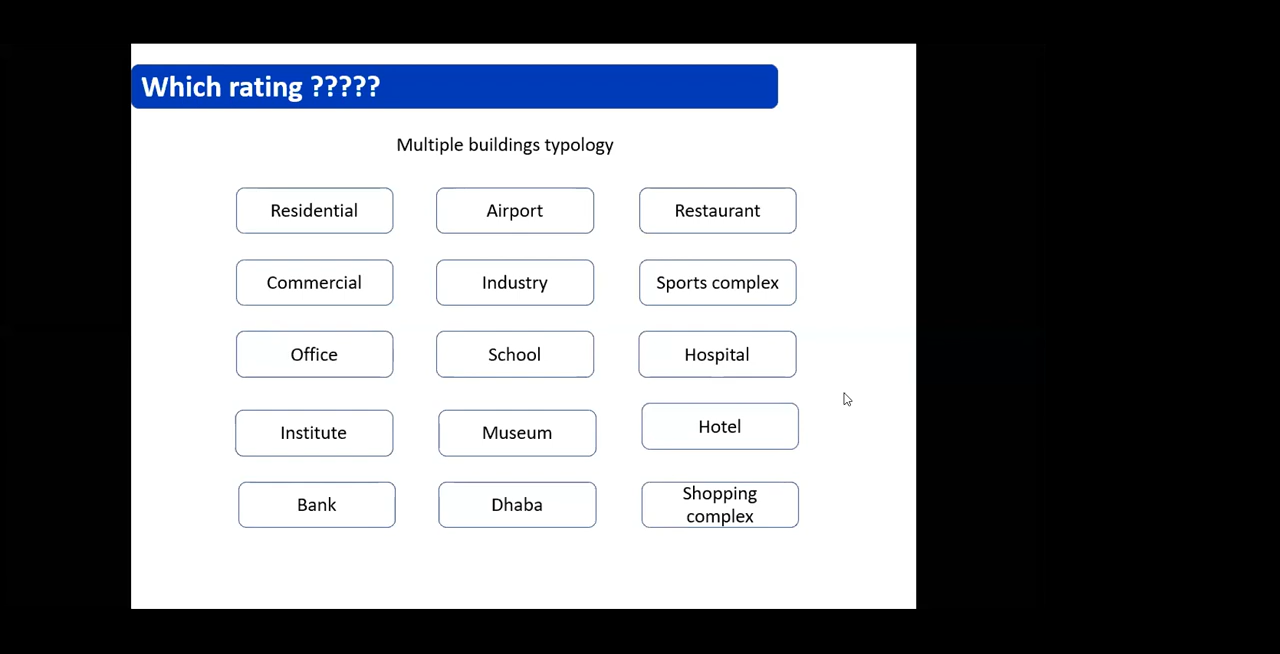 Which rating ?????
Multiple buildings typology
Residential
Airport
Restaurant
Commercial
Industry
Sports complex
Office
School
Hospital
Institute
Museum
Hotel
Bank
Dhaba
Shopping
complex